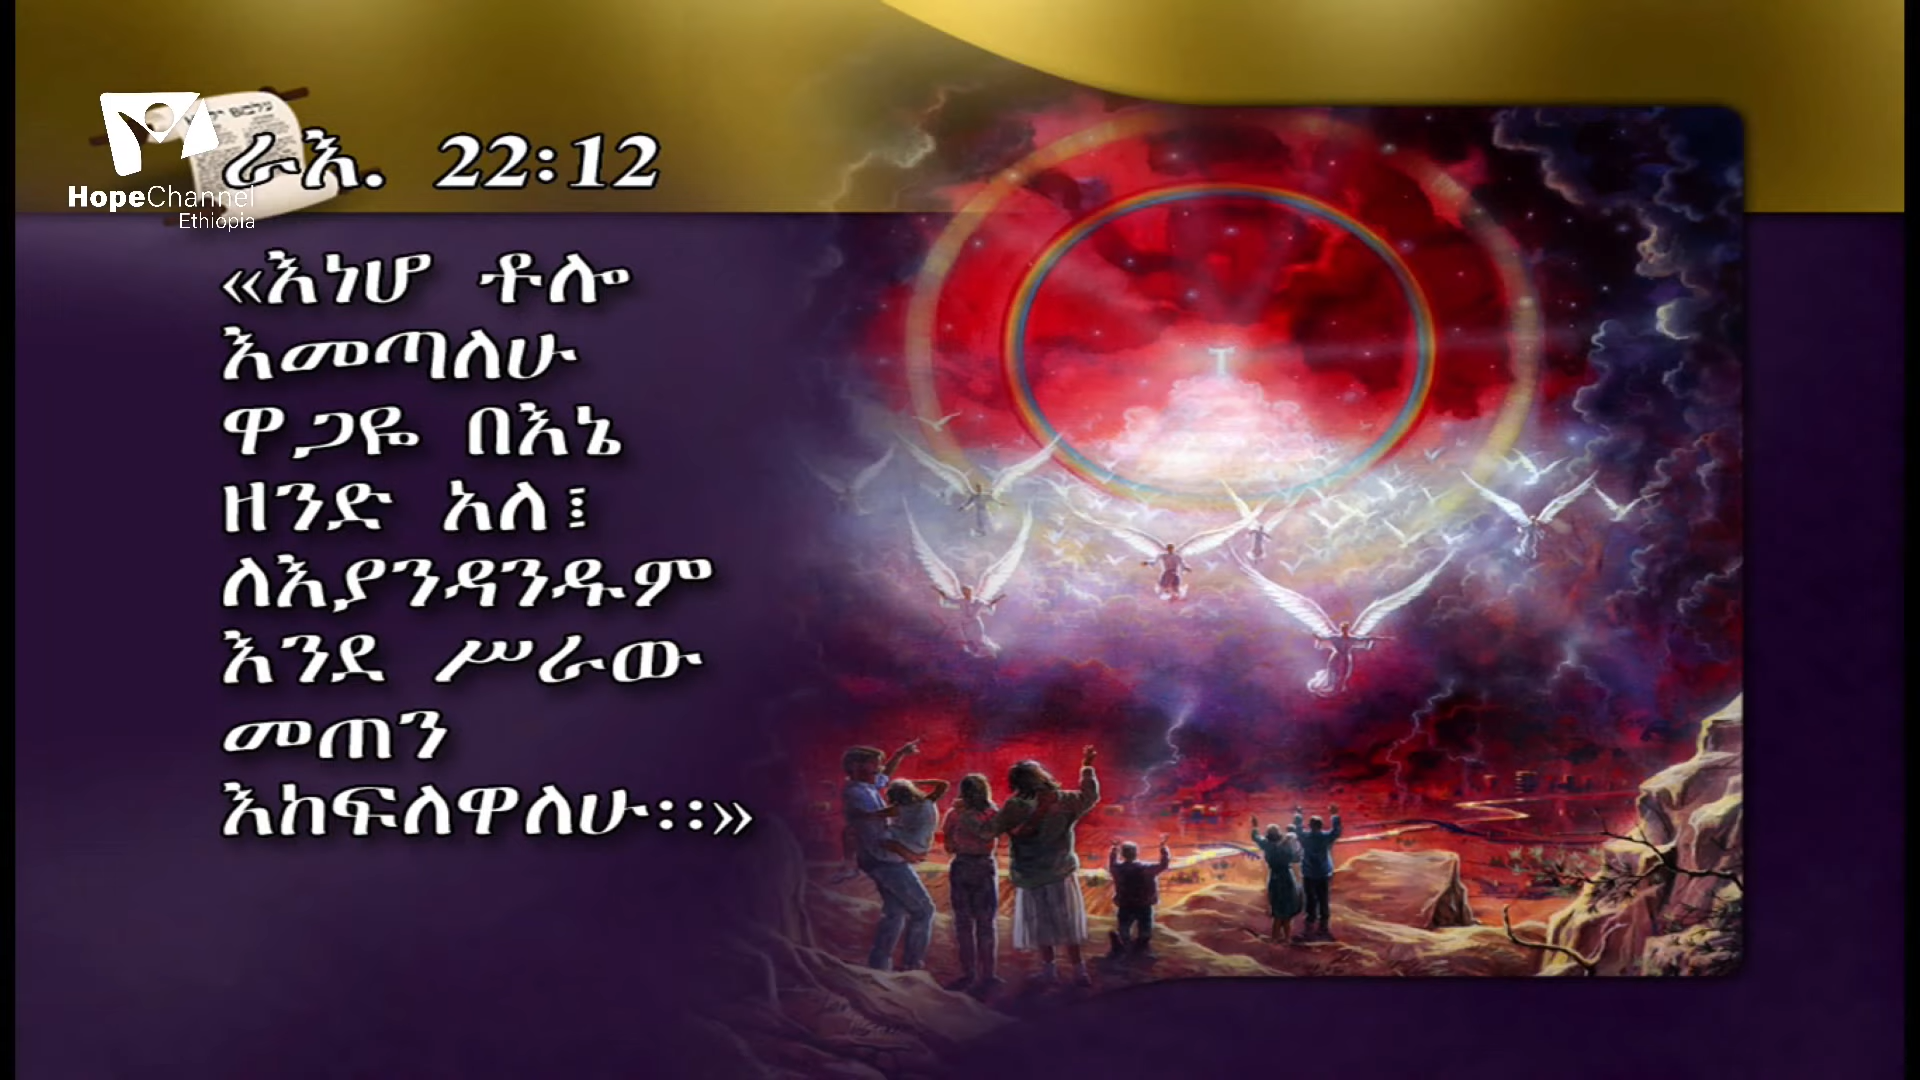 HopeChannel
Ethiopia
ራእ. 22፡12
«እነሆ ቶሎ
እመጣለሁ
ዋጋዬ በእኔ
ዘንድ አለ፤
ለእያንዳንዱም
እንደ ሥራው
መጠን
እከፍለዋለሁ፡፡»